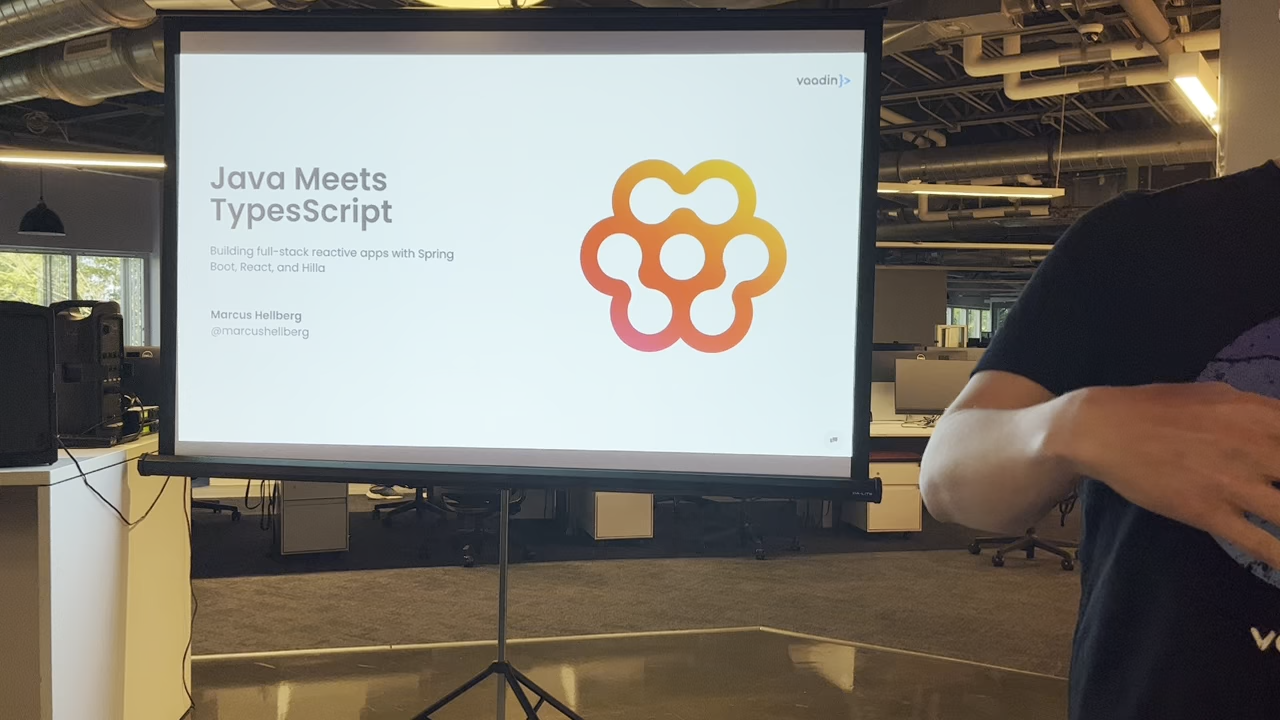 vaadin}>
Java Meets
TypesScript
Building full-stack reactive apps with Spring
Boot, React, and Hilla
Marcus Hellberg
@marcushellberg